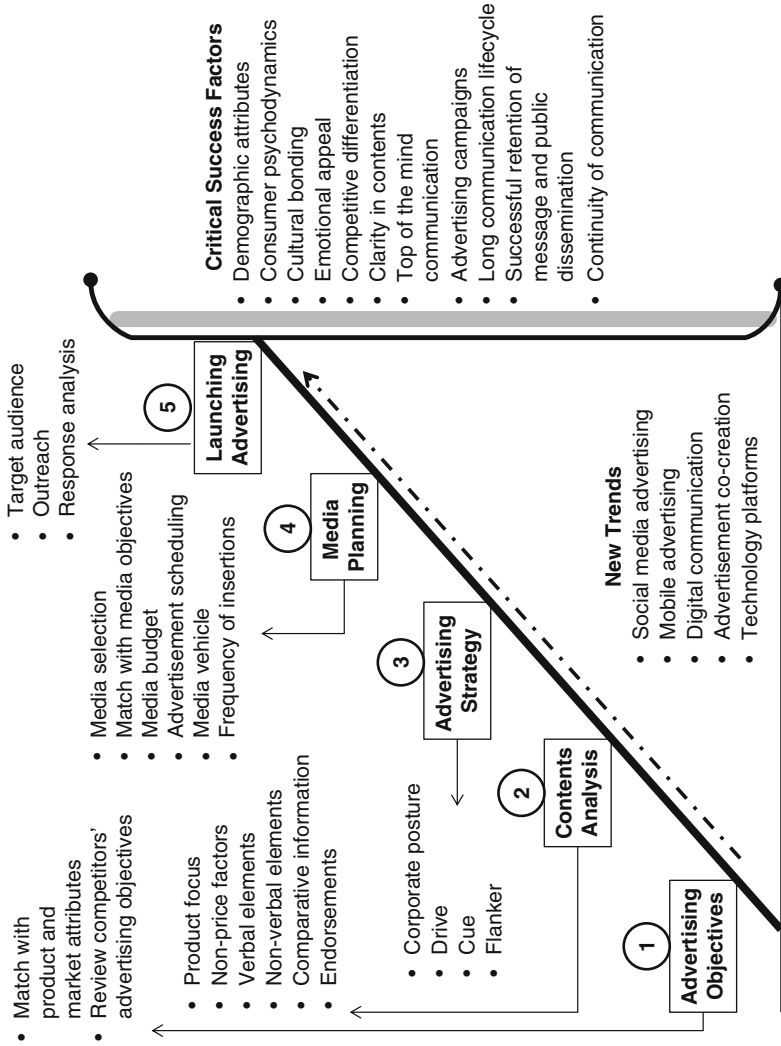 • Match with
product and
market attributes
• Review competitors'
advertising objectives
1
Advertising
Objectives
• Product focus
• Non-price factors
• Verbal elements
• Non-verbal elements
• Comparative information
• Endorsements
2
Contents
Analysis
• Corporate posture
• Drive
• Cue
• Flanker
3
Advertising
Strategy
• Media selection
• Match with media objectives
• Media budget
• Advertisement scheduling
• Media vehicle
• Frequency of insertions
4
Media
Planning
• Target audience
• Outreach
• Response analysis
5
Launching
Advertising
New Trends
• Social media advertising
• Mobile advertising
• Digital communication
• Advertisement co-creation
• Technology platforms
Critical Success Factors
• Demographic attributes
• Consumer psychodynamics
• Cultural bonding
• Emotional appeal
• Competitive differentiation
• Clarity in contents
• Top of the mind
communication
• Advertising campaigns
• Long communication lifecycle
• Successful retention of
message and public
dissemination
• Continuity of communication